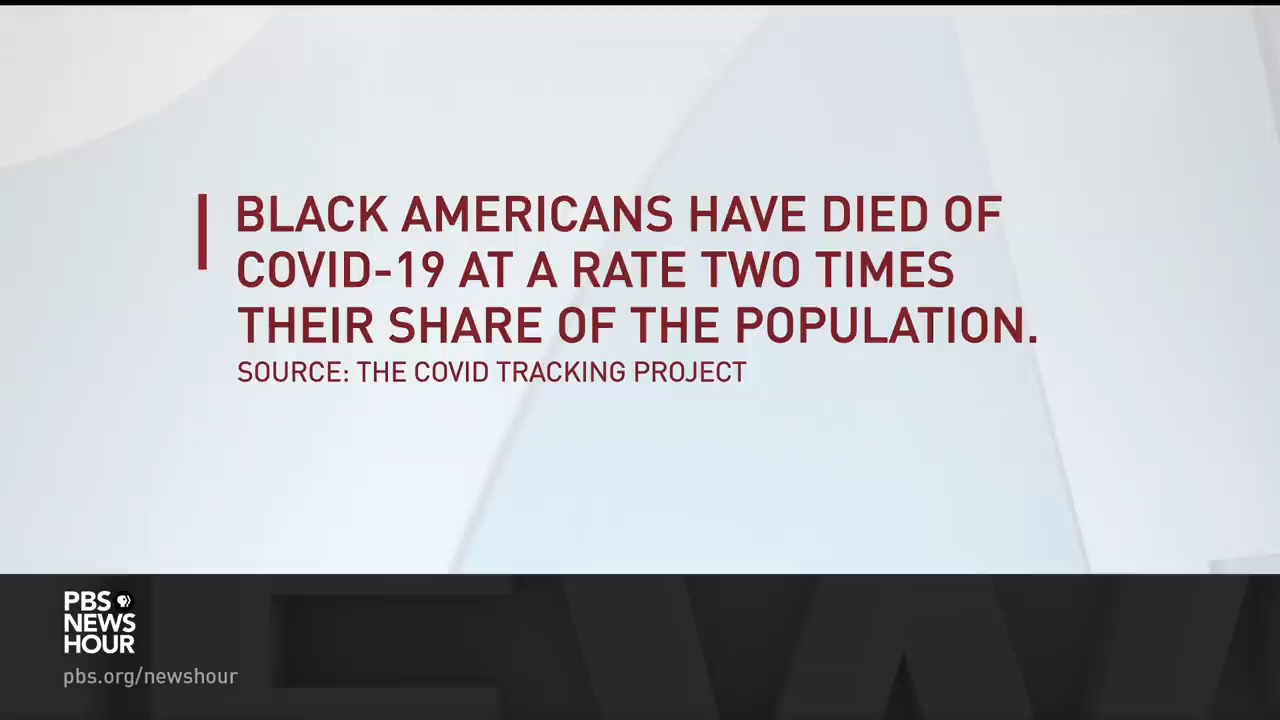 BLACK AMERICANS HAVE DIED OF
COVID-19 AT A RATE TWO TIMES
THEIR SHARE OF THE POPULATION.
SOURCE: THE COVID TRACKING PROJECT
PBS
NEWS
HOUR
pbs.org/newshour